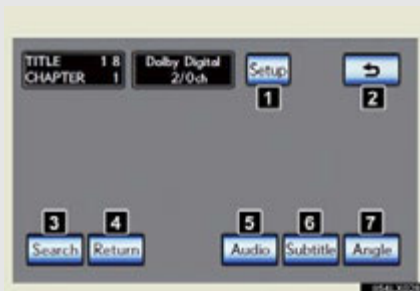 TITLE 1 8
CHAPTER 1
Dolby Digital
2/0ch
Setup
1
2
3
4
5
6
7
Search
Return
Audio
Subtitle
Angle